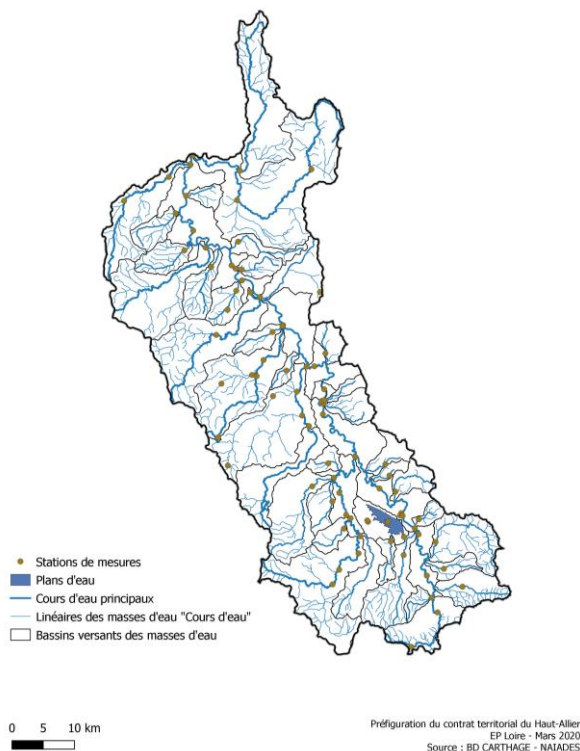 Stations de mesures
Plans d'eau
Cours d'eau principaux
Linéaires des masses d'eau "Cours d'eau"
Bassins versants des masses d'eau
0 5 10 km
Préfiguration du contrat territorial du Haut-Allier
EP Loire - Mars 2020
Source : BD CARTHAGE - NAIADES